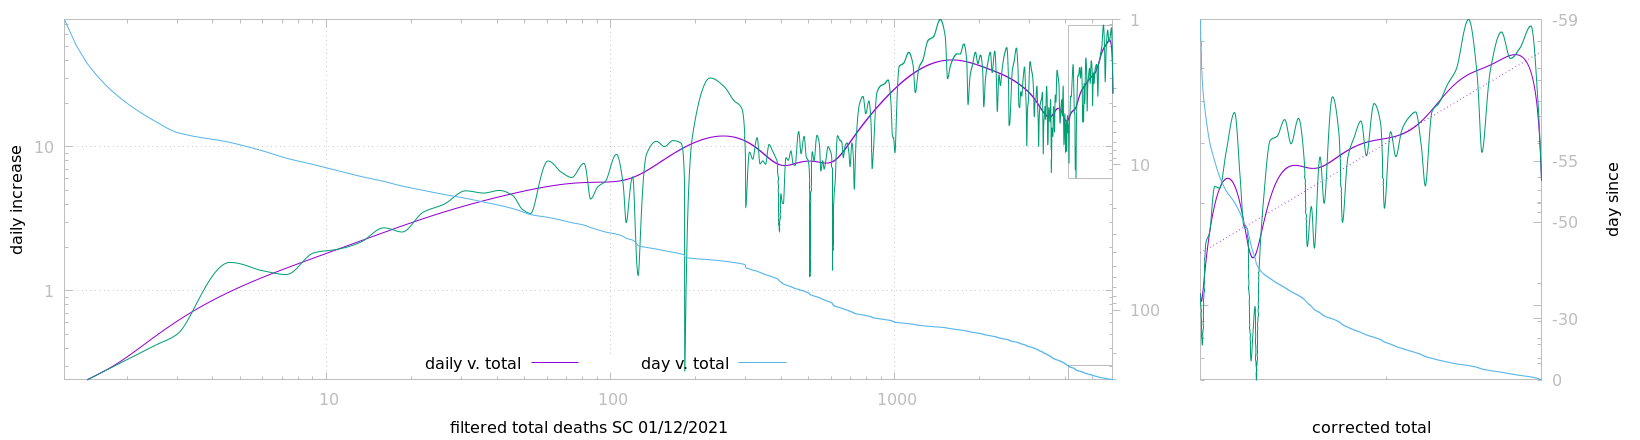 daily increase
10
1
daily v. total
day v. total
10
100
1000
filtered total deaths SC 01/12/2021
1
10
100
-59
-55
-50
-30
0
day since
corrected total